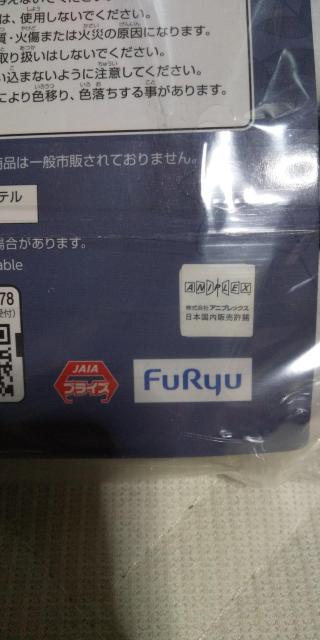 は、使用しないでください。
・火傷または火災の原因になります。
取り扱いはしないでください。
い込まないように注意してください。
により色移り、色落ちする事があります。
商品は一般市販されておりません。
テル
場合があります。
able
78
受付)
ANIPLEX
株式会社アニプレックス
日本国内販売許諾
JAIA
プライズ
FuRyu